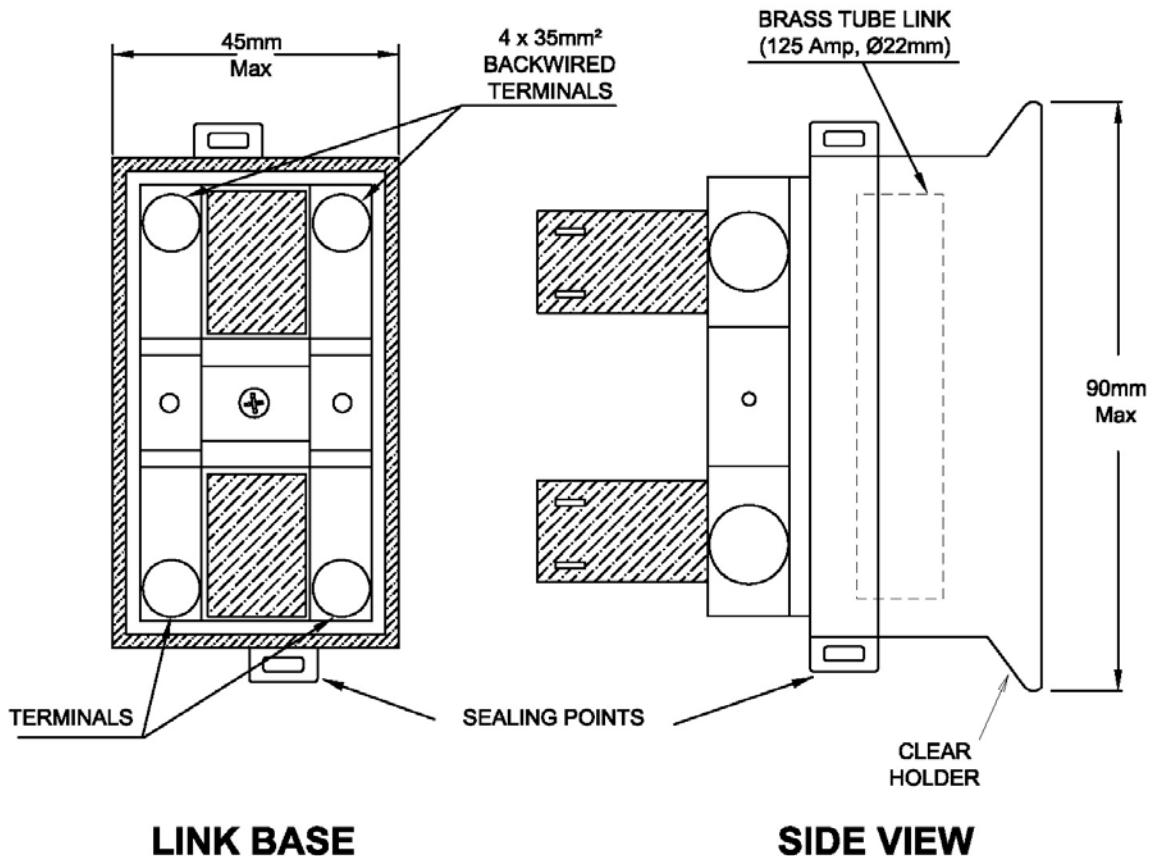 45mm
Max
4 x 35mm²
BACKWIRED
TERMINALS
BRASS TUBE LINK
(125 Amp, Ø22mm)
90mm
Max
TERMINALS
SEALING POINTS
CLEAR
HOLDER
LINK BASE
SIDE VIEW